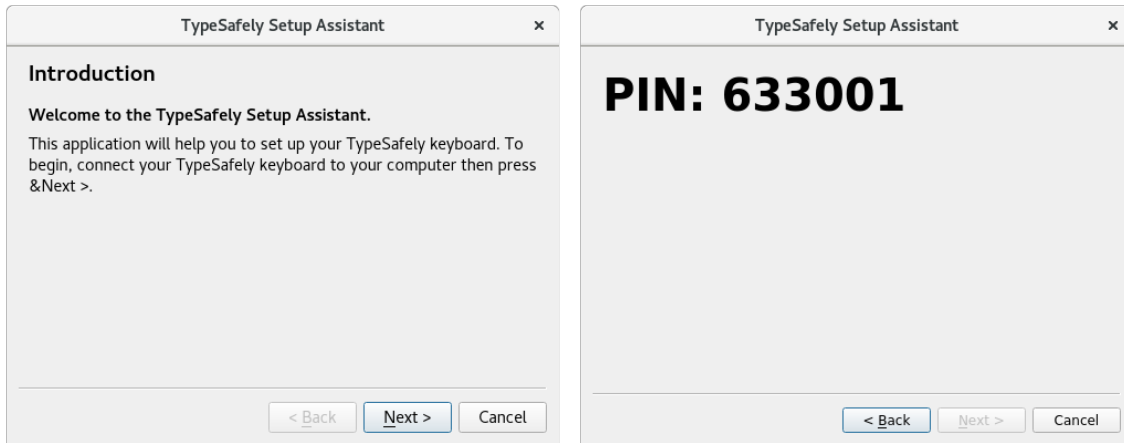 TypeSafely Setup Assistant ×
Introduction
Welcome to the TypeSafely Setup Assistant.
This application will help you to set up your TypeSafely keyboard. To
begin, connect your TypeSafely keyboard to your computer then press
&Next >.
< Back Next > Cancel
TypeSafely Setup Assistant ×
PIN: 633001
< Back Next > Cancel